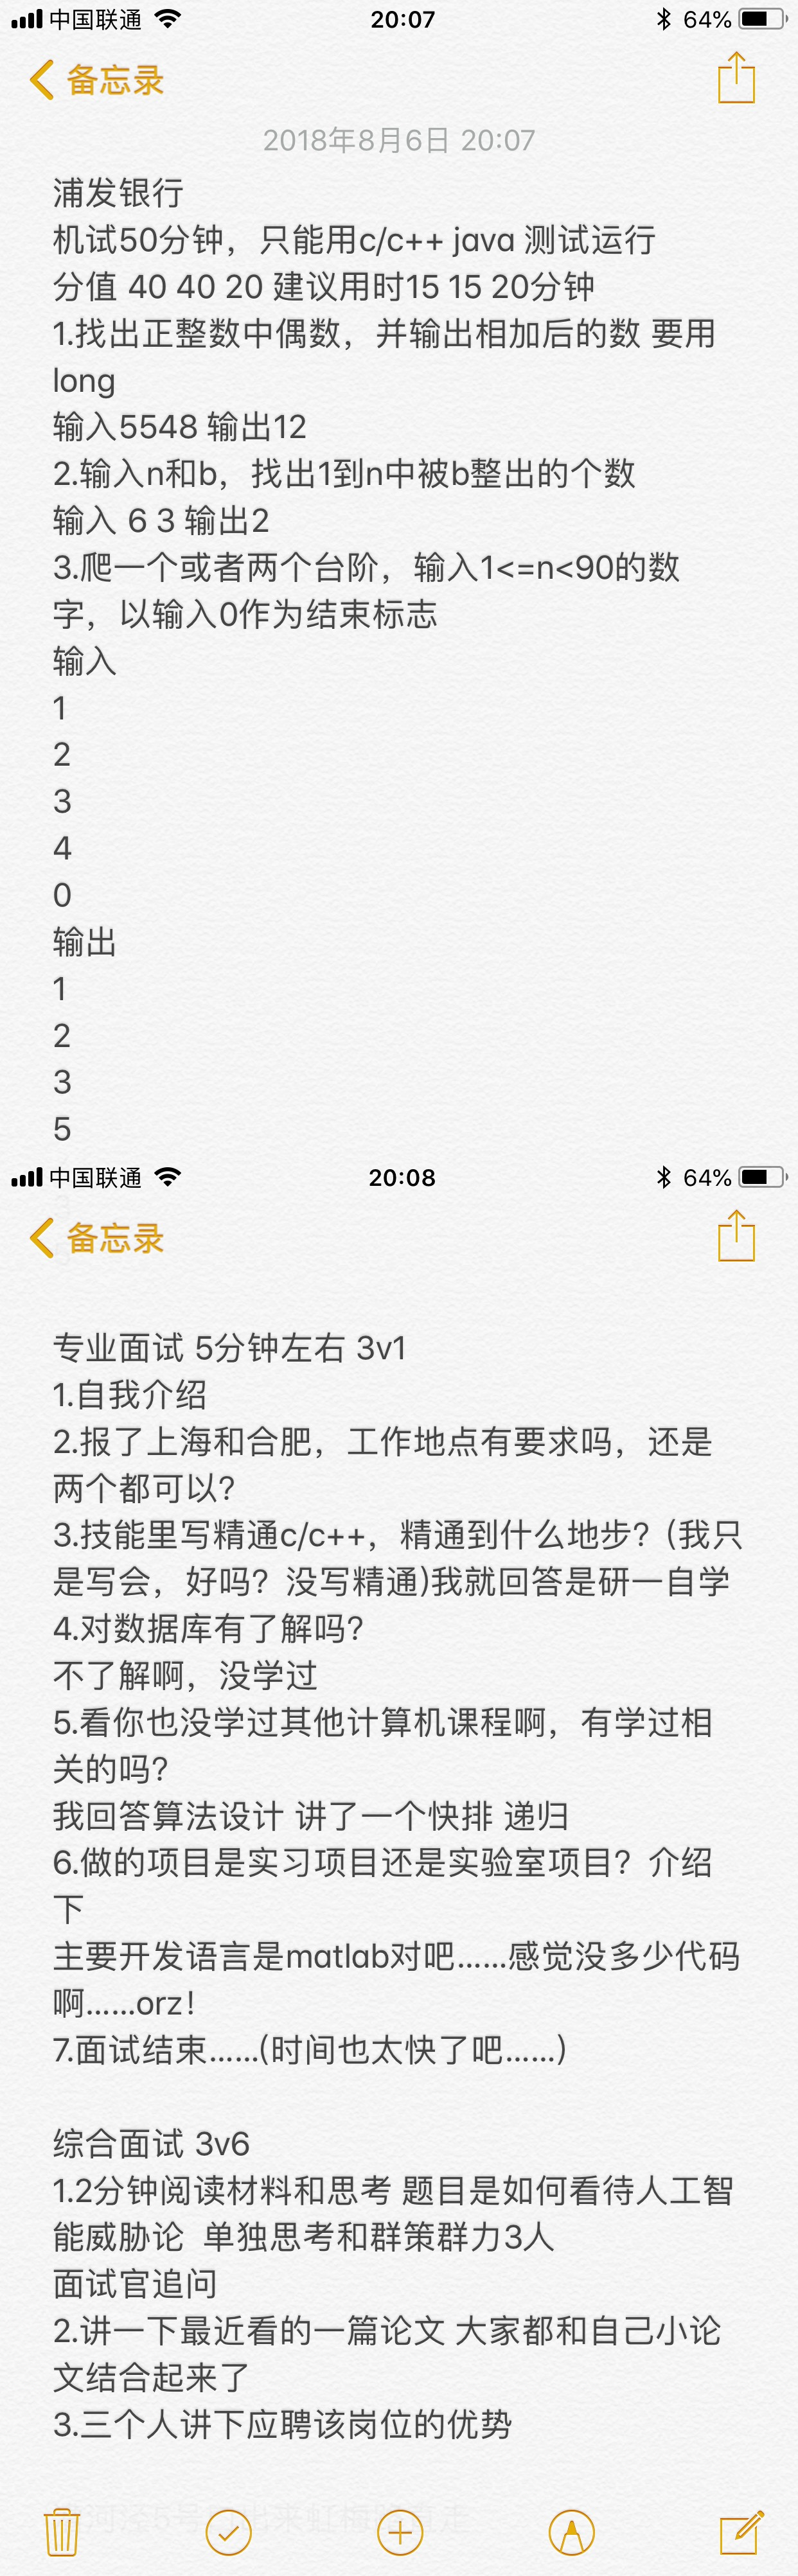 中国联通 20:07 64%
备忘录
2018年8月6日 20:07
浦发银行
机试50分钟，只能用c/c++ java 测试运行
分值 40 40 20 建议用时15 15 20分钟
1.找出正整数中偶数，并输出相加后的数 要用
long
输入5548 输出12
2.输入n和b，找出1到n中被b整出的个数
输入 6 3 输出2
3.爬一个或者两个台阶，输入1<=n<90的数
字，以输入0作为结束标志
输入
1
2
3
4
0
输出
1
2
3
5
中国联通 20:08 64%
备忘录
专业面试 5分钟左右 3v1
1.自我介绍
2.报了上海和合肥，工作地点有要求吗，还是
两个都可以？
3.技能里写精通c/c++，精通到什么地步？(我只
是写会，好吗？没写精通)我就回答是研一自学
4.对数据库有了解吗？
不了解啊，没学过
5.看你也没学过其他计算机课程啊，有学过相
关的吗？
我回答算法设计 讲了一个快排 递归
6.做的项目是实习项目还是实验室项目？介绍
下
主要开发语言是matlab对吧……感觉没多少代码
啊……orz！
7.面试结束……(时间也太快了吧……)
综合面试 3v6
1.2分钟阅读材料和思考 题目是如何看待人工智
能威胁论 单独思考和群策群力3人
面试官追问
2.讲一下最近看的一篇论文 大家都和自己小论
文结合起来了
3.三个人讲下应聘该岗位的优势